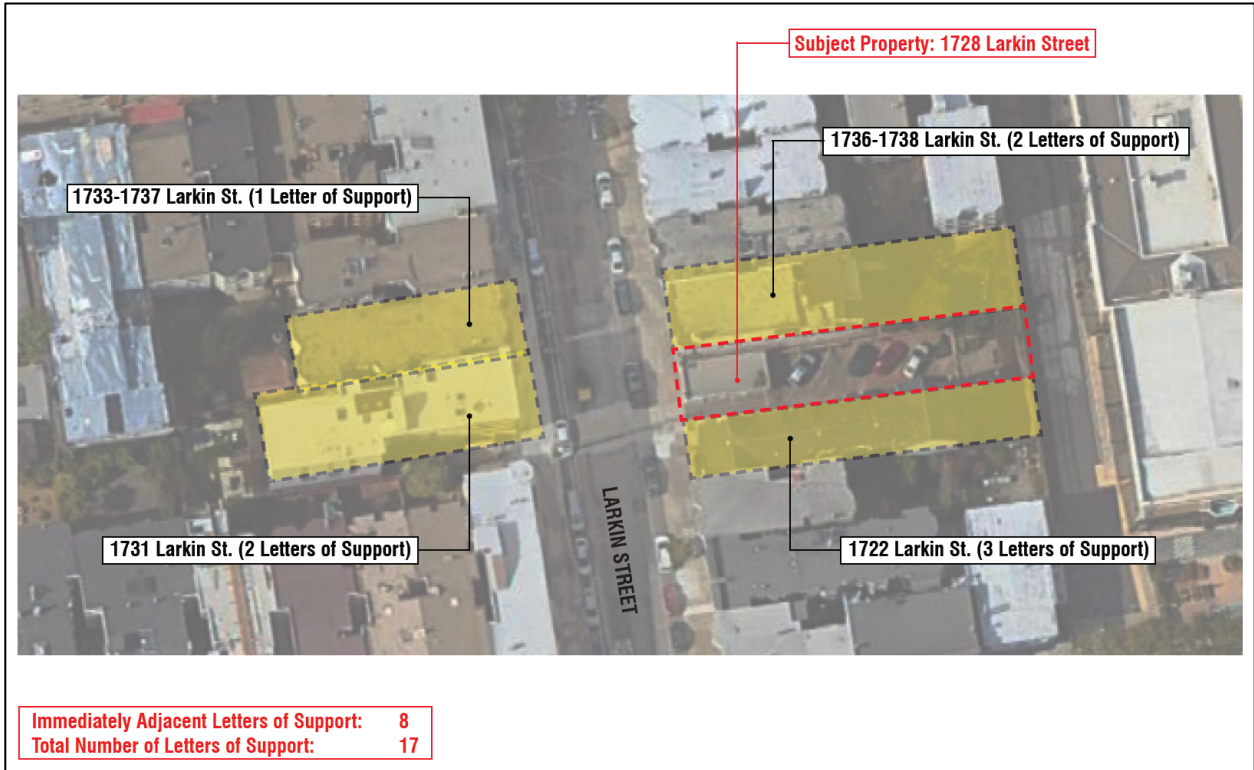 Subject Property: 1728 Larkin Street
1736-1738 Larkin St. (2 Letters of Support)
1733-1737 Larkin St. (1 Letter of Support)
1731 Larkin St. (2 Letters of Support)
LARKIN STREET
1722 Larkin St. (3 Letters of Support)
Immediately Adjacent Letters of Support: 8
Total Number of Letters of Support: 17